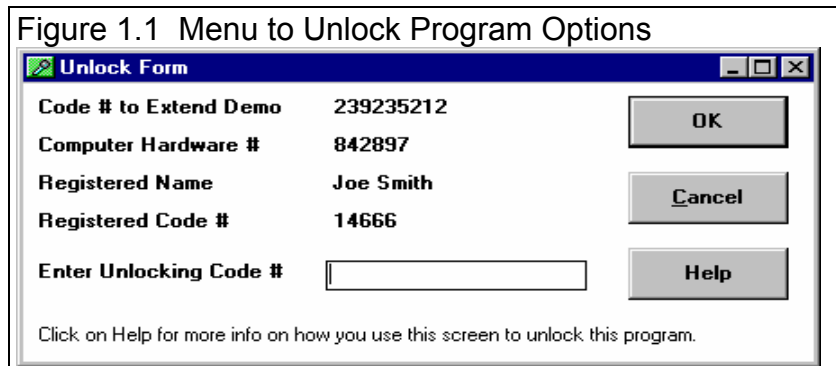 Figure 1.1 Menu to Unlock Program Options
Unlock Form
Code # to Extend Demo 239235212
OK
Computer Hardware # 842897
Registered Name Joe Smith
Cancel
Registered Code # 14666
Enter Unlocking Code #
Help
Click on Help for more info on how you use this screen to unlock this program.